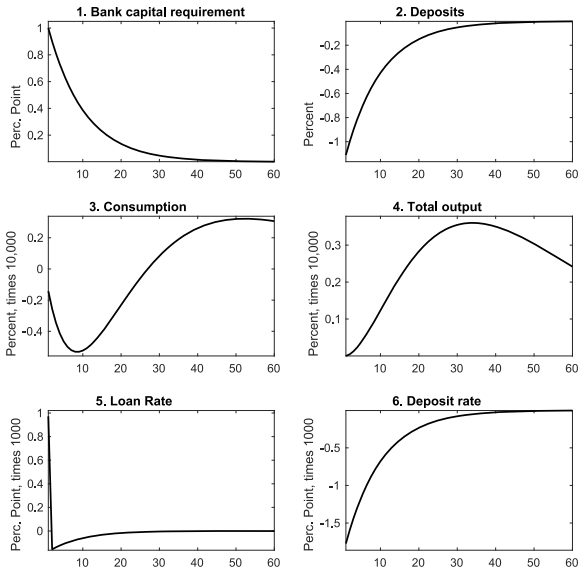 1. Bank capital requirement
Perc. Point
1
0.8
0.6
0.4
0.2
10 20 30 40 50 60
2. Deposits
Percent
-0.2
-0.4
-0.6
-0.8
-1
10 20 30 40 50 60
3. Consumption
Percent, times 10,000
0.2
0
-0.2
-0.4
10 20 30 40 50 60
4. Total output
Percent, times 10,000
0.3
0.2
0.1
10 20 30 40 50 60
5. Loan Rate
Perc. Point, times 1000
1
0.8
0.6
0.4
0.2
0
10 20 30 40 50 60
6. Deposit rate
Perc. Point, times 1000
-0.5
-1
-1.5
10 20 30 40 50 60